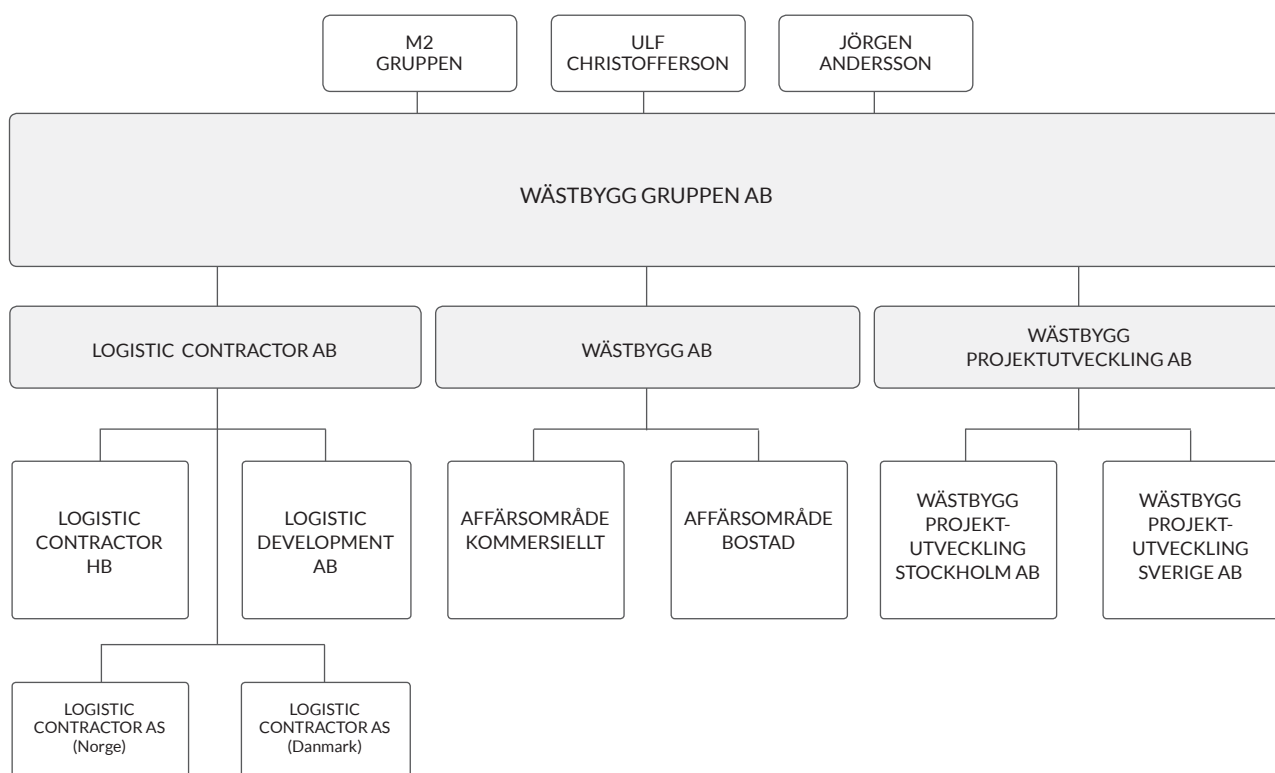 M2
GRUPPEN
ULF
CHRISTOFFERSON
JÖRGEN
ANDERSSON
WÄSTBYGG GRUPPEN AB
LOGISTIC CONTRACTOR AB
WÄSTBYGG AB
WÄSTBYGG
PROJEKTUTVECKLING AB
LOGISTIC
CONTRACTOR
HB
LOGISTIC
DEVELOPMENT
AB
AFFÄRSOMRÅDE
KOMMERSIELLT
AFFÄRSOMRÅDE
BOSTAD
WÄSTBYGG
PROJEKT-
UTVECKLING
STOCKHOLM AB
WÄSTBYGG
PROJEKT-
UTVECKLING
SVERIGE AB
LOGISTIC
CONTRACTOR AS
(Norge)
LOGISTIC
CONTRACTOR AS
(Danmark)